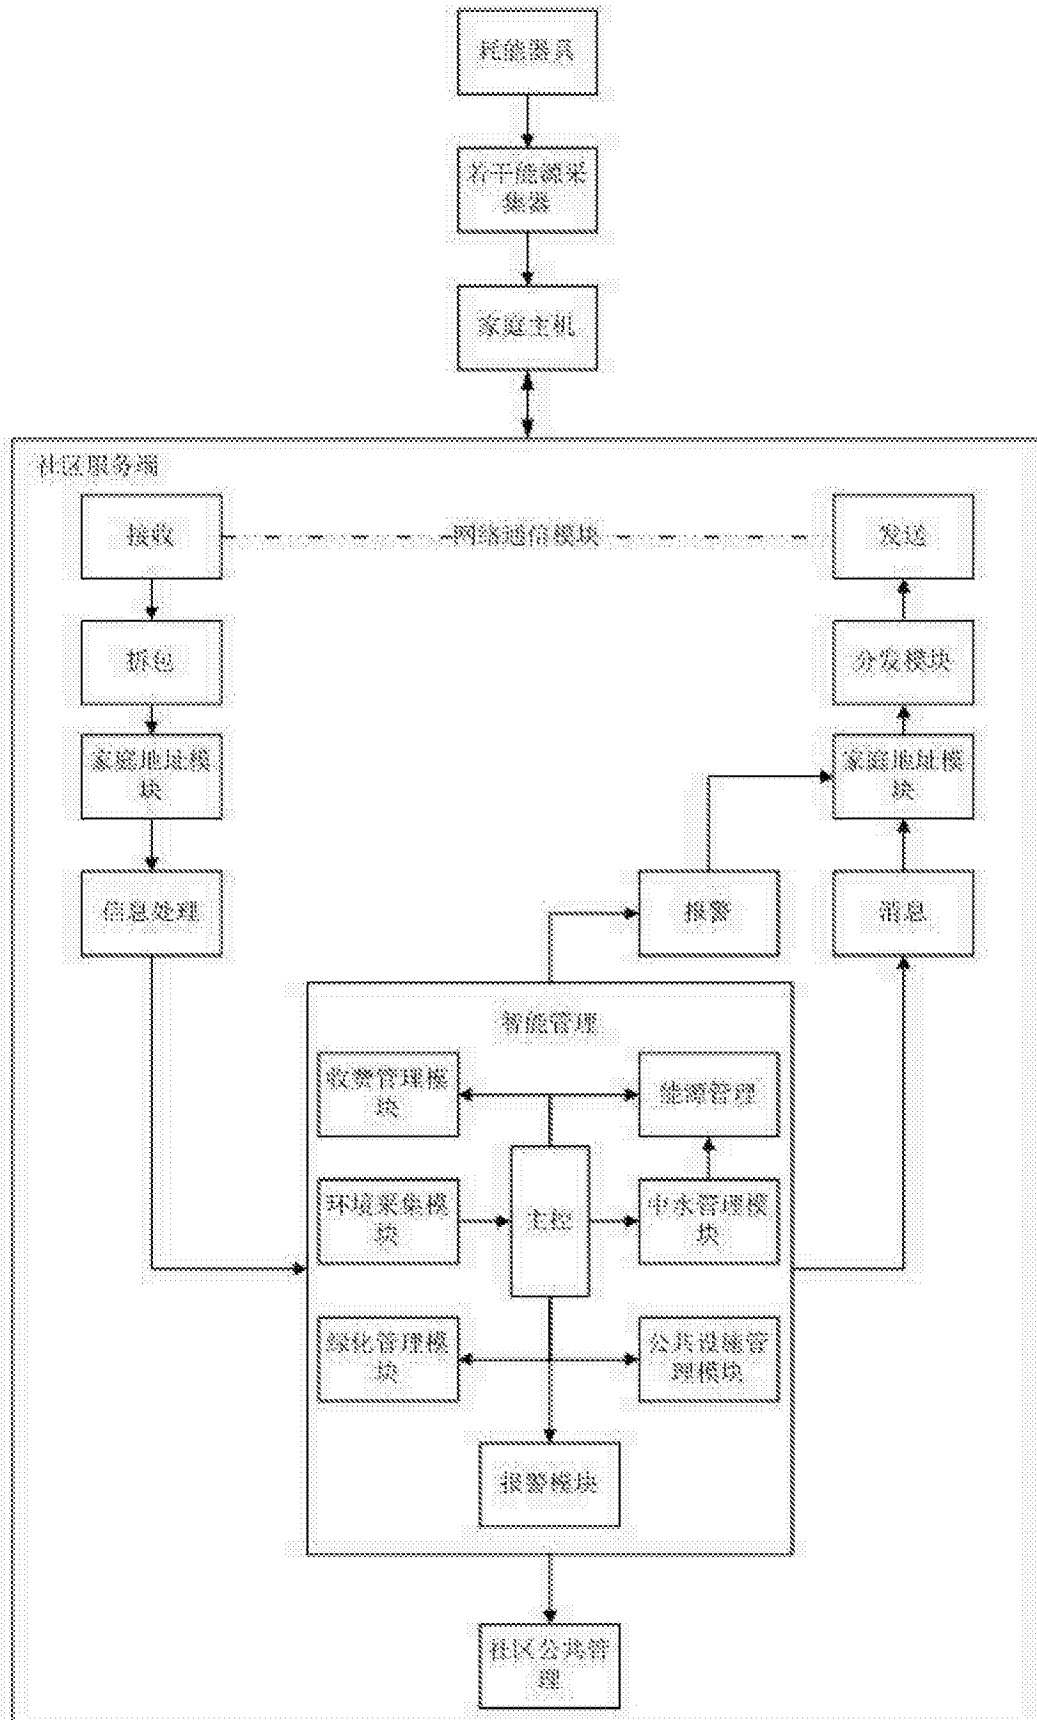 耗能器具
若干能源采
集器
家庭主机
社区服务端
接收
网络通信模块
发送
拆包
分发模块
家庭地址模
块
家庭地址模
块
信息处理
报警
消息
智能管理
收费管理模
块
能源管理
环境采集模
块
主控
中水管理模
块
绿化管理模
块
公共设施管
理模块
报警模块
社区公共管
理